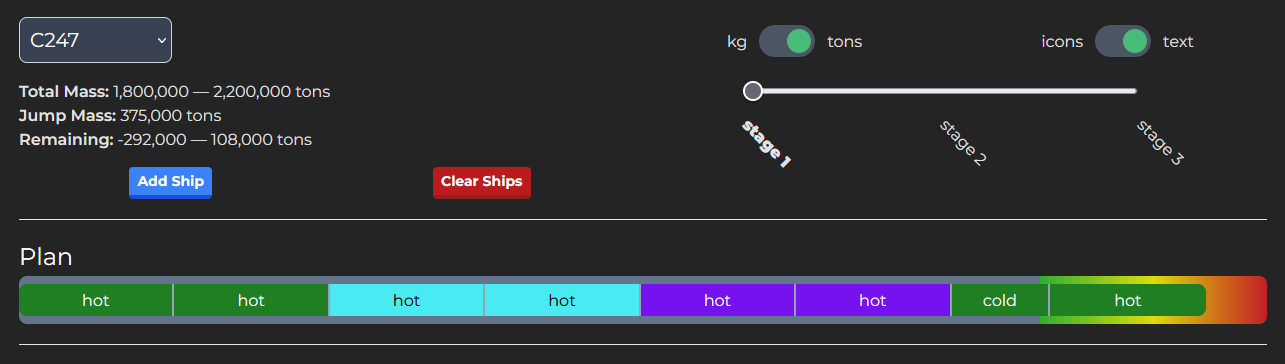 C247
kg tons icons text
Total Mass: 1,800,000 — 2,200,000 tons
Jump Mass: 375,000 tons
Remaining: -292,000 — 108,000 tons
stage 1 stage 2 stage 3
Add Ship Clear Ships
Plan
hot hot hot hot hot hot cold hot